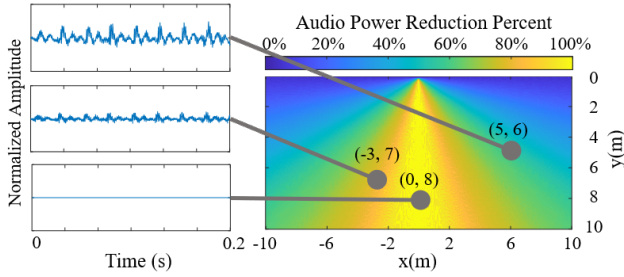 Audio Power Reduction Percent
0% 20% 40% 60% 80% 100%
Normalized Amplitude
0 0.2
Time (s)
(5, 6)
(-3, 7)
(0, 8)
0
2
4
6
8
10
y(m)
-10 -6 -2 2 6 10
x(m)